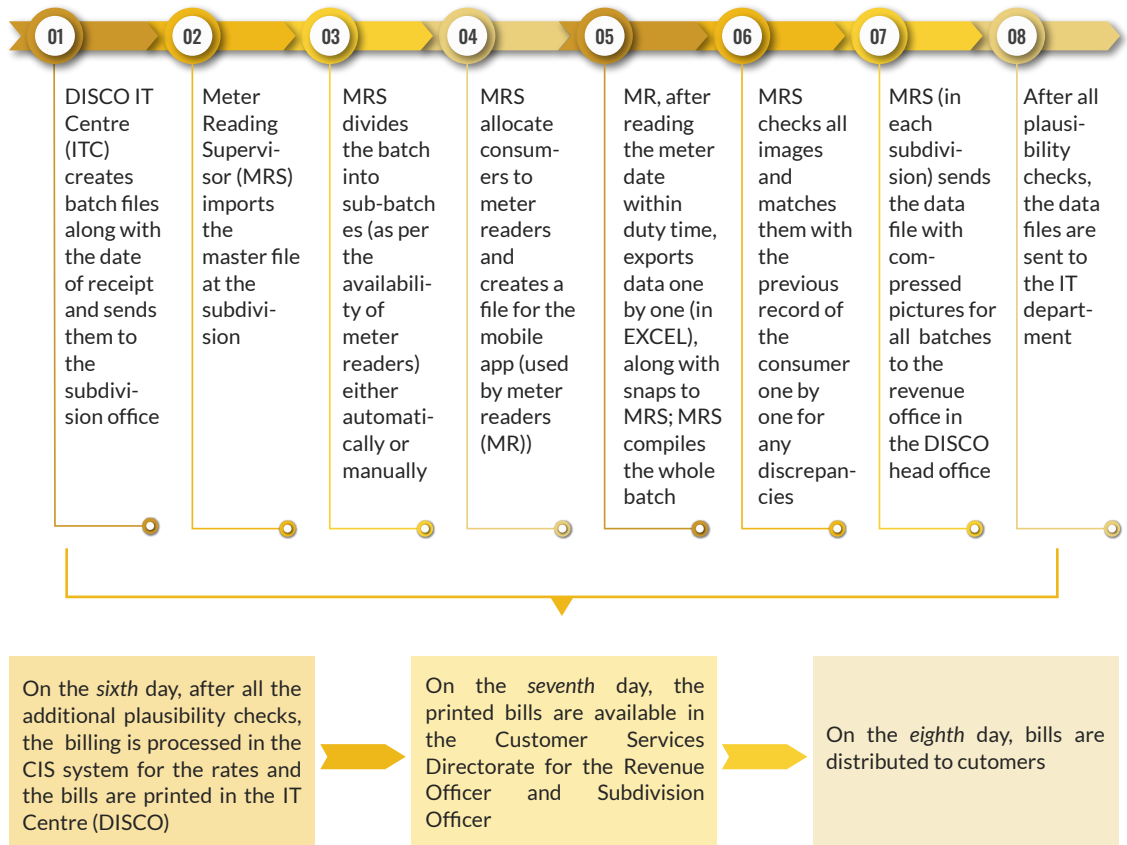 01
DISCO IT
Centre
(ITC)
creates
batch files
along with
the date
of receipt
and sends
them to
the
subdivi-
sion office
02
Meter
Reading
Supervi-
sor (MRS)
imports
the
master file
at the
subdivi-
sion
03
MRS
divides
the batch
into
sub-batch
es (as per
the
availabili-
ty of
meter
readers)
either
automati-
cally or
manually
04
MRS
allocate
consum-
ers to
meter
readers
and
creates a
file for the
mobile
app (used
by meter
readers
(MR))
05
MR, after
reading
the meter
date
within
duty time,
exports
data one
by one (in
EXCEL),
along with
snaps to
MRS; MRS
compiles
the whole
batch
06
MRS
checks all
images
and
matches
them with
the
previous
record of
the
consumer
one by
one for
any
discrepan-
cies
07
MRS (in
each
subdivi-
sion) sends
the data
file with
com-
pressed
pictures for
all batches
to the
revenue
office in
the DISCO
head office
08
After all
plausi-
bility
checks,
the data
files are
sent to
the IT
depart-
ment
On the sixth day, after all the
additional plausibility checks,
the billing is processed in the
CIS system for the rates and
the bills are printed in the IT
Centre (DISCO)
On the seventh day, the
printed bills are available in
the Customer Services
Directorate for the Revenue
Officer and Subdivision
Officer
On the eighth day, bills are
distributed to cutomers